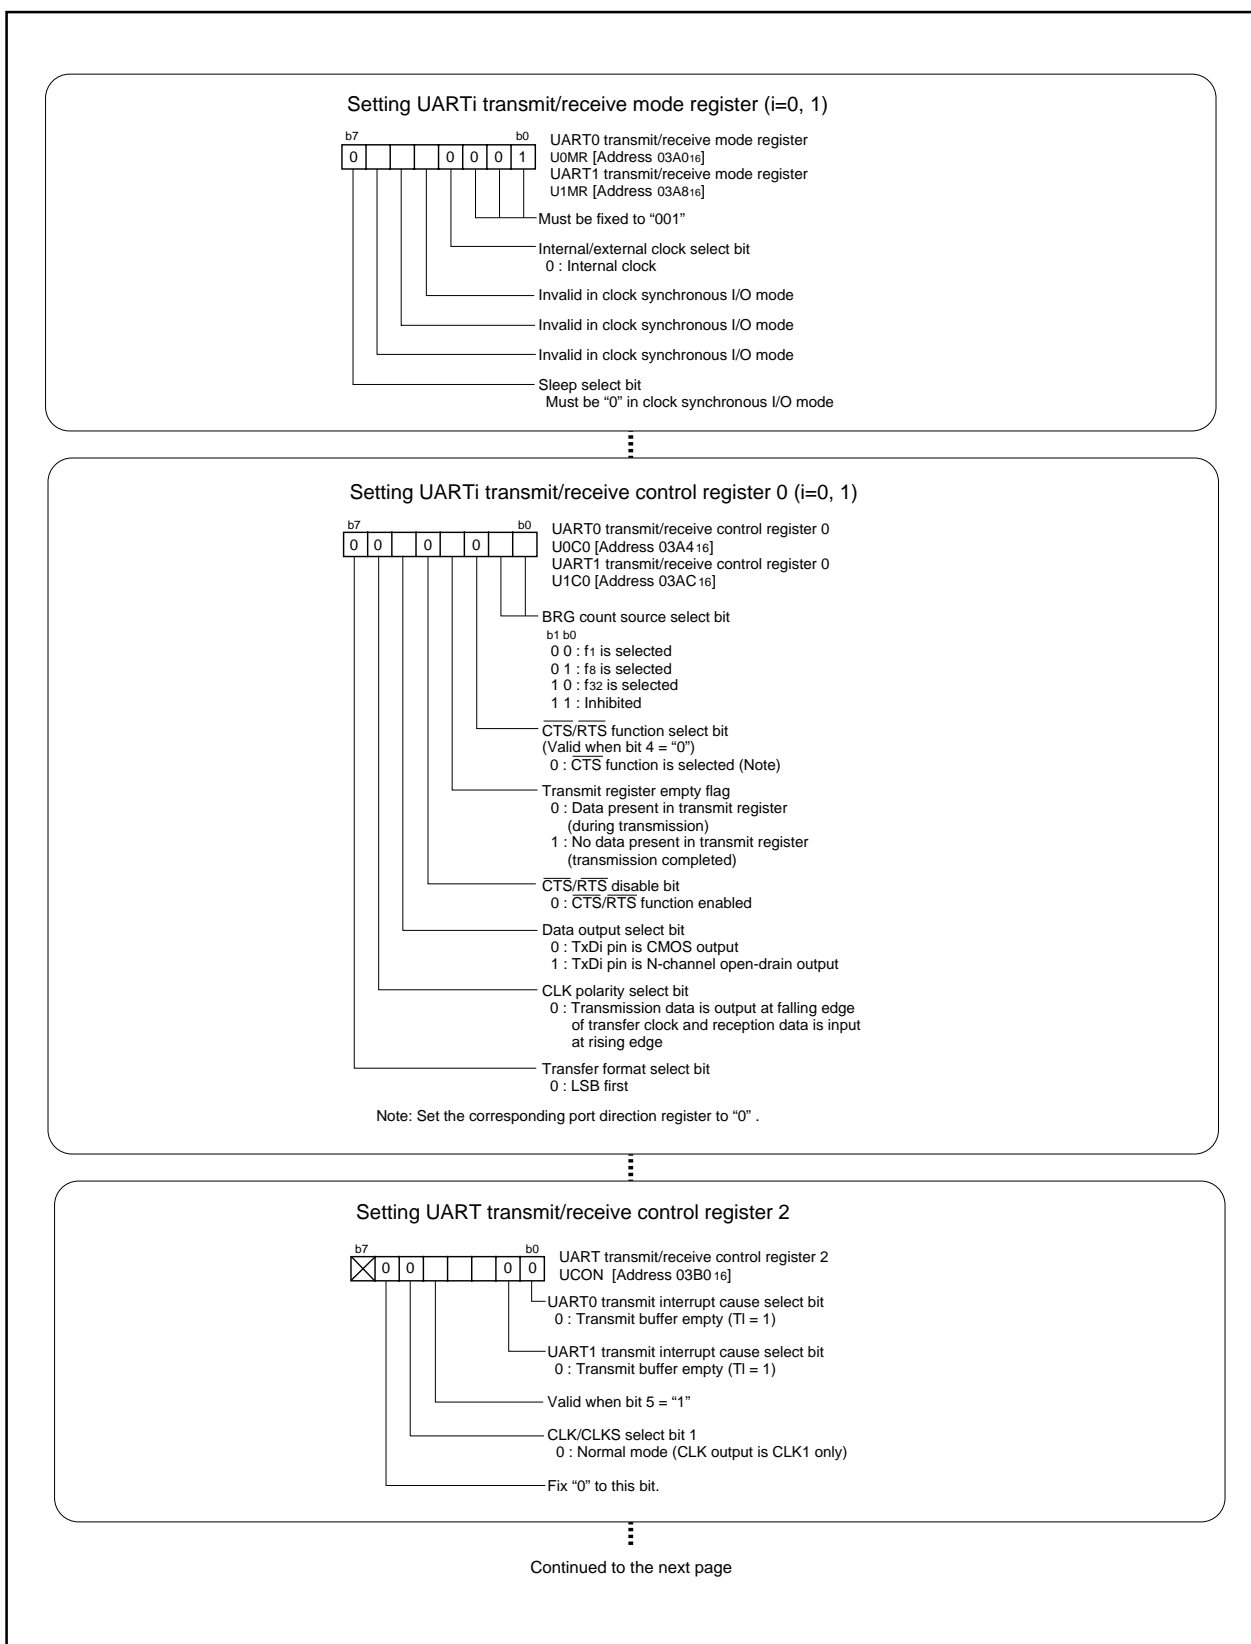 Setting UARTi transmit/receive mode register (i=0, 1)
b7 b0
0 0 0 0 1
UART0 transmit/receive mode register
U0MR [Address 03A016]
UART1 transmit/receive mode register
U1MR [Address 03A816]
Must be fixed to “001”
Internal/external clock select bit
0 : Internal clock
Invalid in clock synchronous I/O mode
Invalid in clock synchronous I/O mode
Invalid in clock synchronous I/O mode
Sleep select bit
Must be “0” in clock synchronous I/O mode
Setting UARTi transmit/receive control register 0 (i=0, 1)
b7 b0
0 0 0 0
UART0 transmit/receive control register 0
U0C0 [Address 03A416]
UART1 transmit/receive control register 0
U1C0 [Address 03AC16]
BRG count source select bit
b1 b0
0 0 : f1 is selected
0 1 : f8 is selected
1 0 : f32 is selected
1 1 : Inhibited
CTS/RTS function select bit
(Valid when bit 4 = “0”)
0 : CTS function is selected (Note)
Transmit register empty flag
0 : Data present in transmit register
(during transmission)
1 : No data present in transmit register
(transmission completed)
CTS/RTS disable bit
0 : CTS/RTS function enabled
Data output select bit
0 : TxDi pin is CMOS output
1 : TxDi pin is N-channel open-drain output
CLK polarity select bit
0 : Transmission data is output at falling edge
of transfer clock and reception data is input
at rising edge
Transfer format select bit
0 : LSB first
Note: Set the corresponding port direction register to “0” .
Setting UART transmit/receive control register 2
b7 b0
0 0 0 0
UART transmit/receive control register 2
UCON [Address 03B016]
UART0 transmit interrupt cause select bit
0 : Transmit buffer empty (Tl = 1)
UART1 transmit interrupt cause select bit
0 : Transmit buffer empty (Tl = 1)
Valid when bit 5 = “1”
CLK/CLKS select bit 1
0 : Normal mode (CLK output is CLK1 only)
Fix “0” to this bit.
Continued to the next page